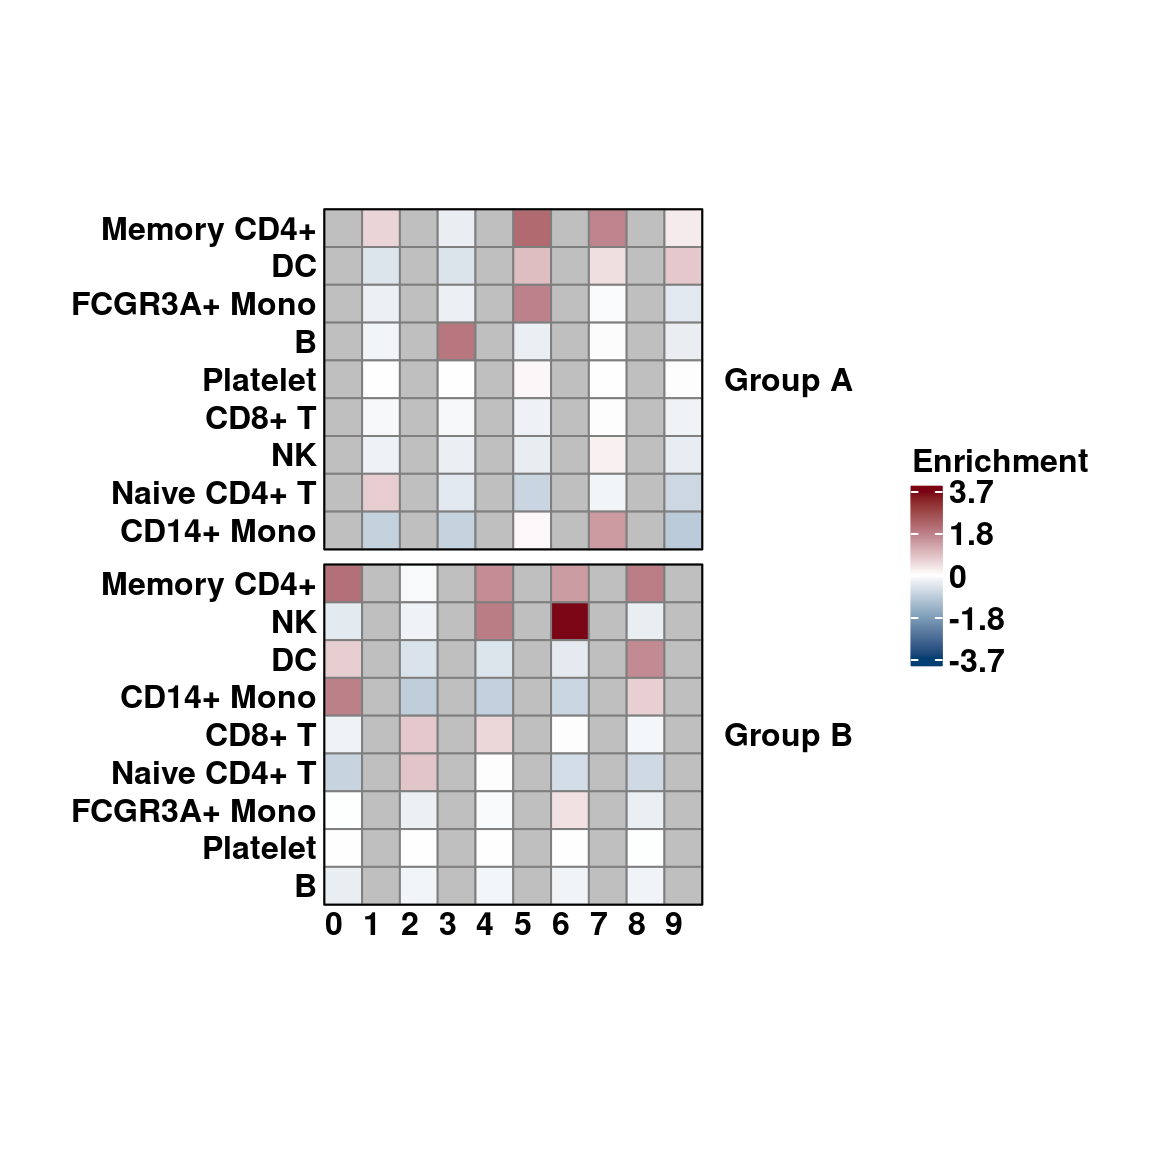 Memory CD4+
DC
FCGR3A+ Mono
B
Platelet
CD8+ T
NK
Naive CD4+ T
CD14+ Mono
Group A
Memory CD4+
NK
DC
CD14+ Mono
CD8+ T
Naive CD4+ T
FCGR3A+ Mono
Platelet
B
Group B
0 1 2 3 4 5 6 7 8 9
Enrichment
3.7
1.8
0
-1.8
-3.7